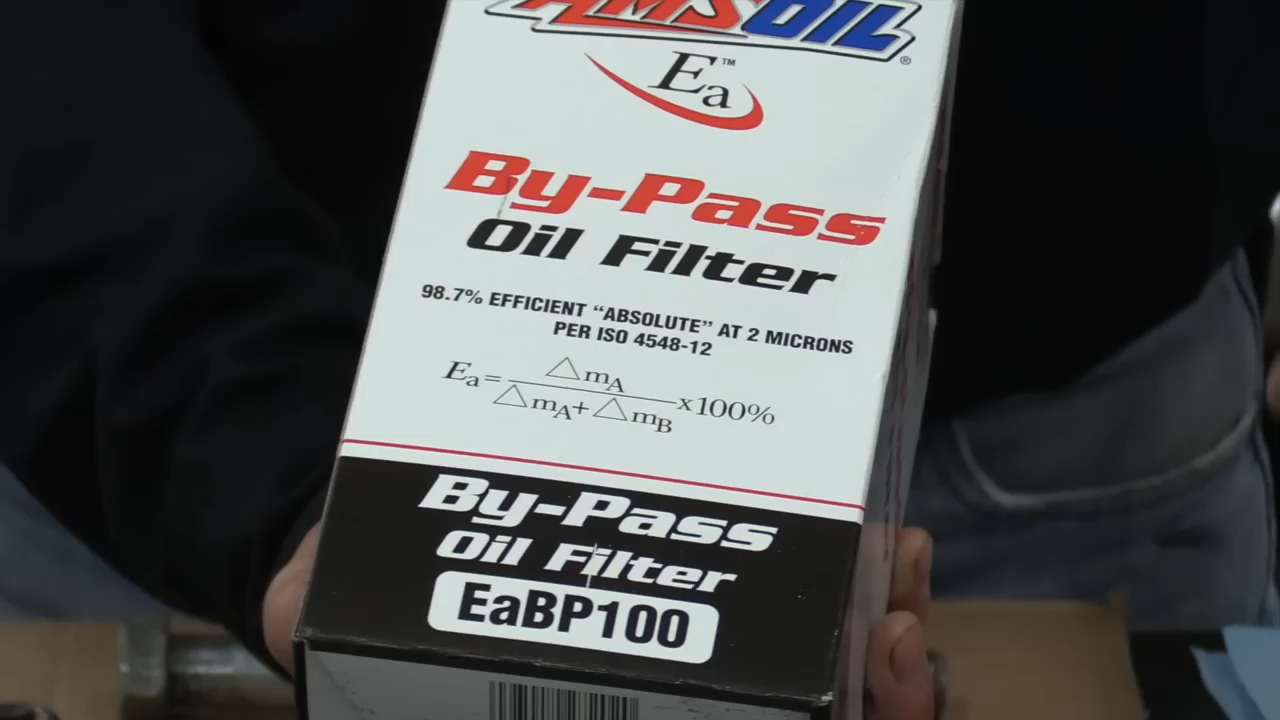 AMSOIL®
Ea™
By-Pass
Oil Filter
98.7% EFFICIENT “ABSOLUTE” AT 2 MICRONS
PER ISO 4548-12
Ea = △mA / △mA + △mB x100%
By-Pass
Oil Filter
EaBP100